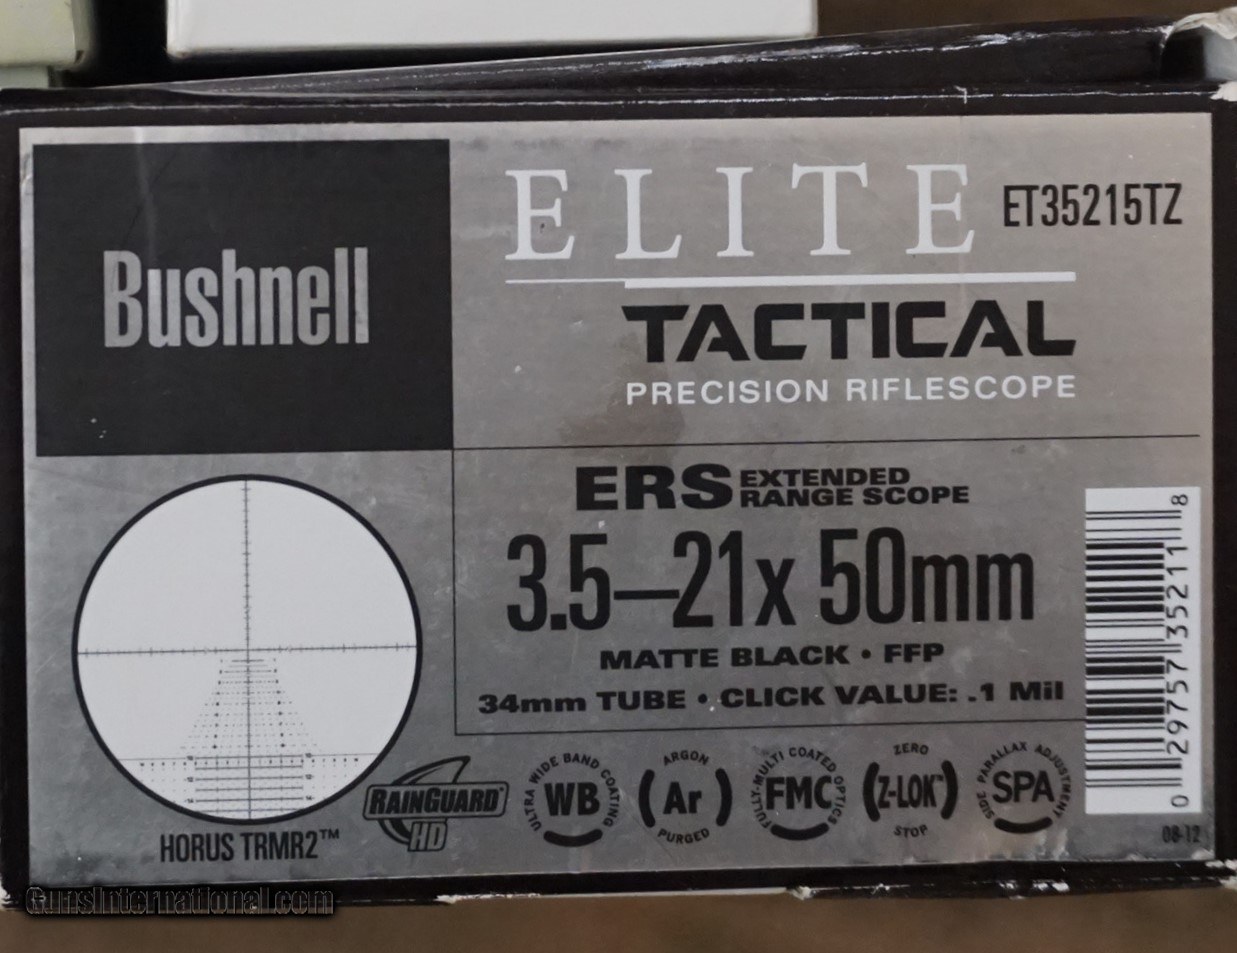 Bushnell
ELITE
ET35215TZ
TACTICAL
PRECISION RIFLESCOPE
ERS EXTENDED
RANGE SCOPE
3.5—21x 50mm
MATTE BLACK • FFP
34mm TUBE • CLICK VALUE: .1 Mil
HORUS TRMR2™
RAINGUARD®
HD
ULTRA WIDE BAND COATING
WB
ARGON
Ar
PURGED
FULLY-MULTI COATED OPTICS
FMC
ZERO
Z-LOK™
STOP
SIDE PARALLAX ADJUSTMENT
SPA
0 29757 35211 8
08-12
GunsInternational.com